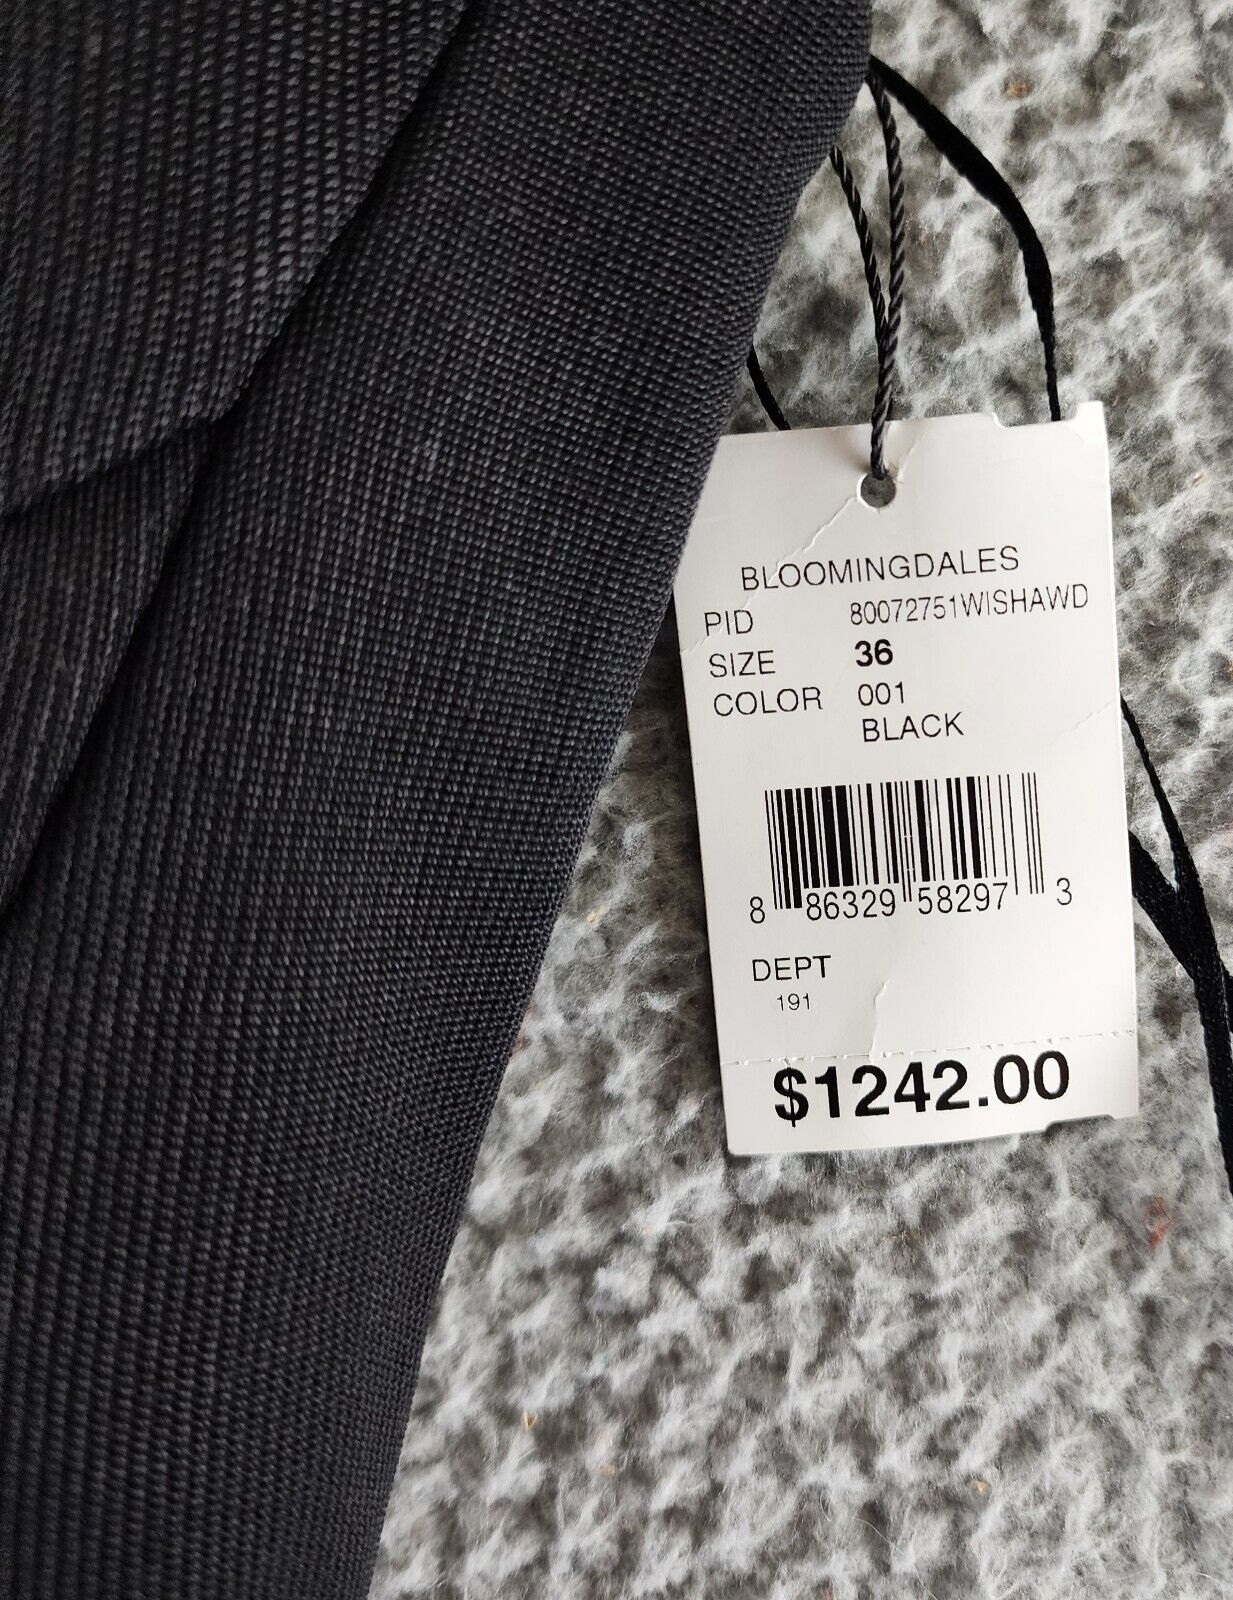 BLOOMINGDALES
PID 80072751WISHAWD
SIZE 36
COLOR 001
BLACK
8 86329 58297 3
DEPT
191
$1242.00